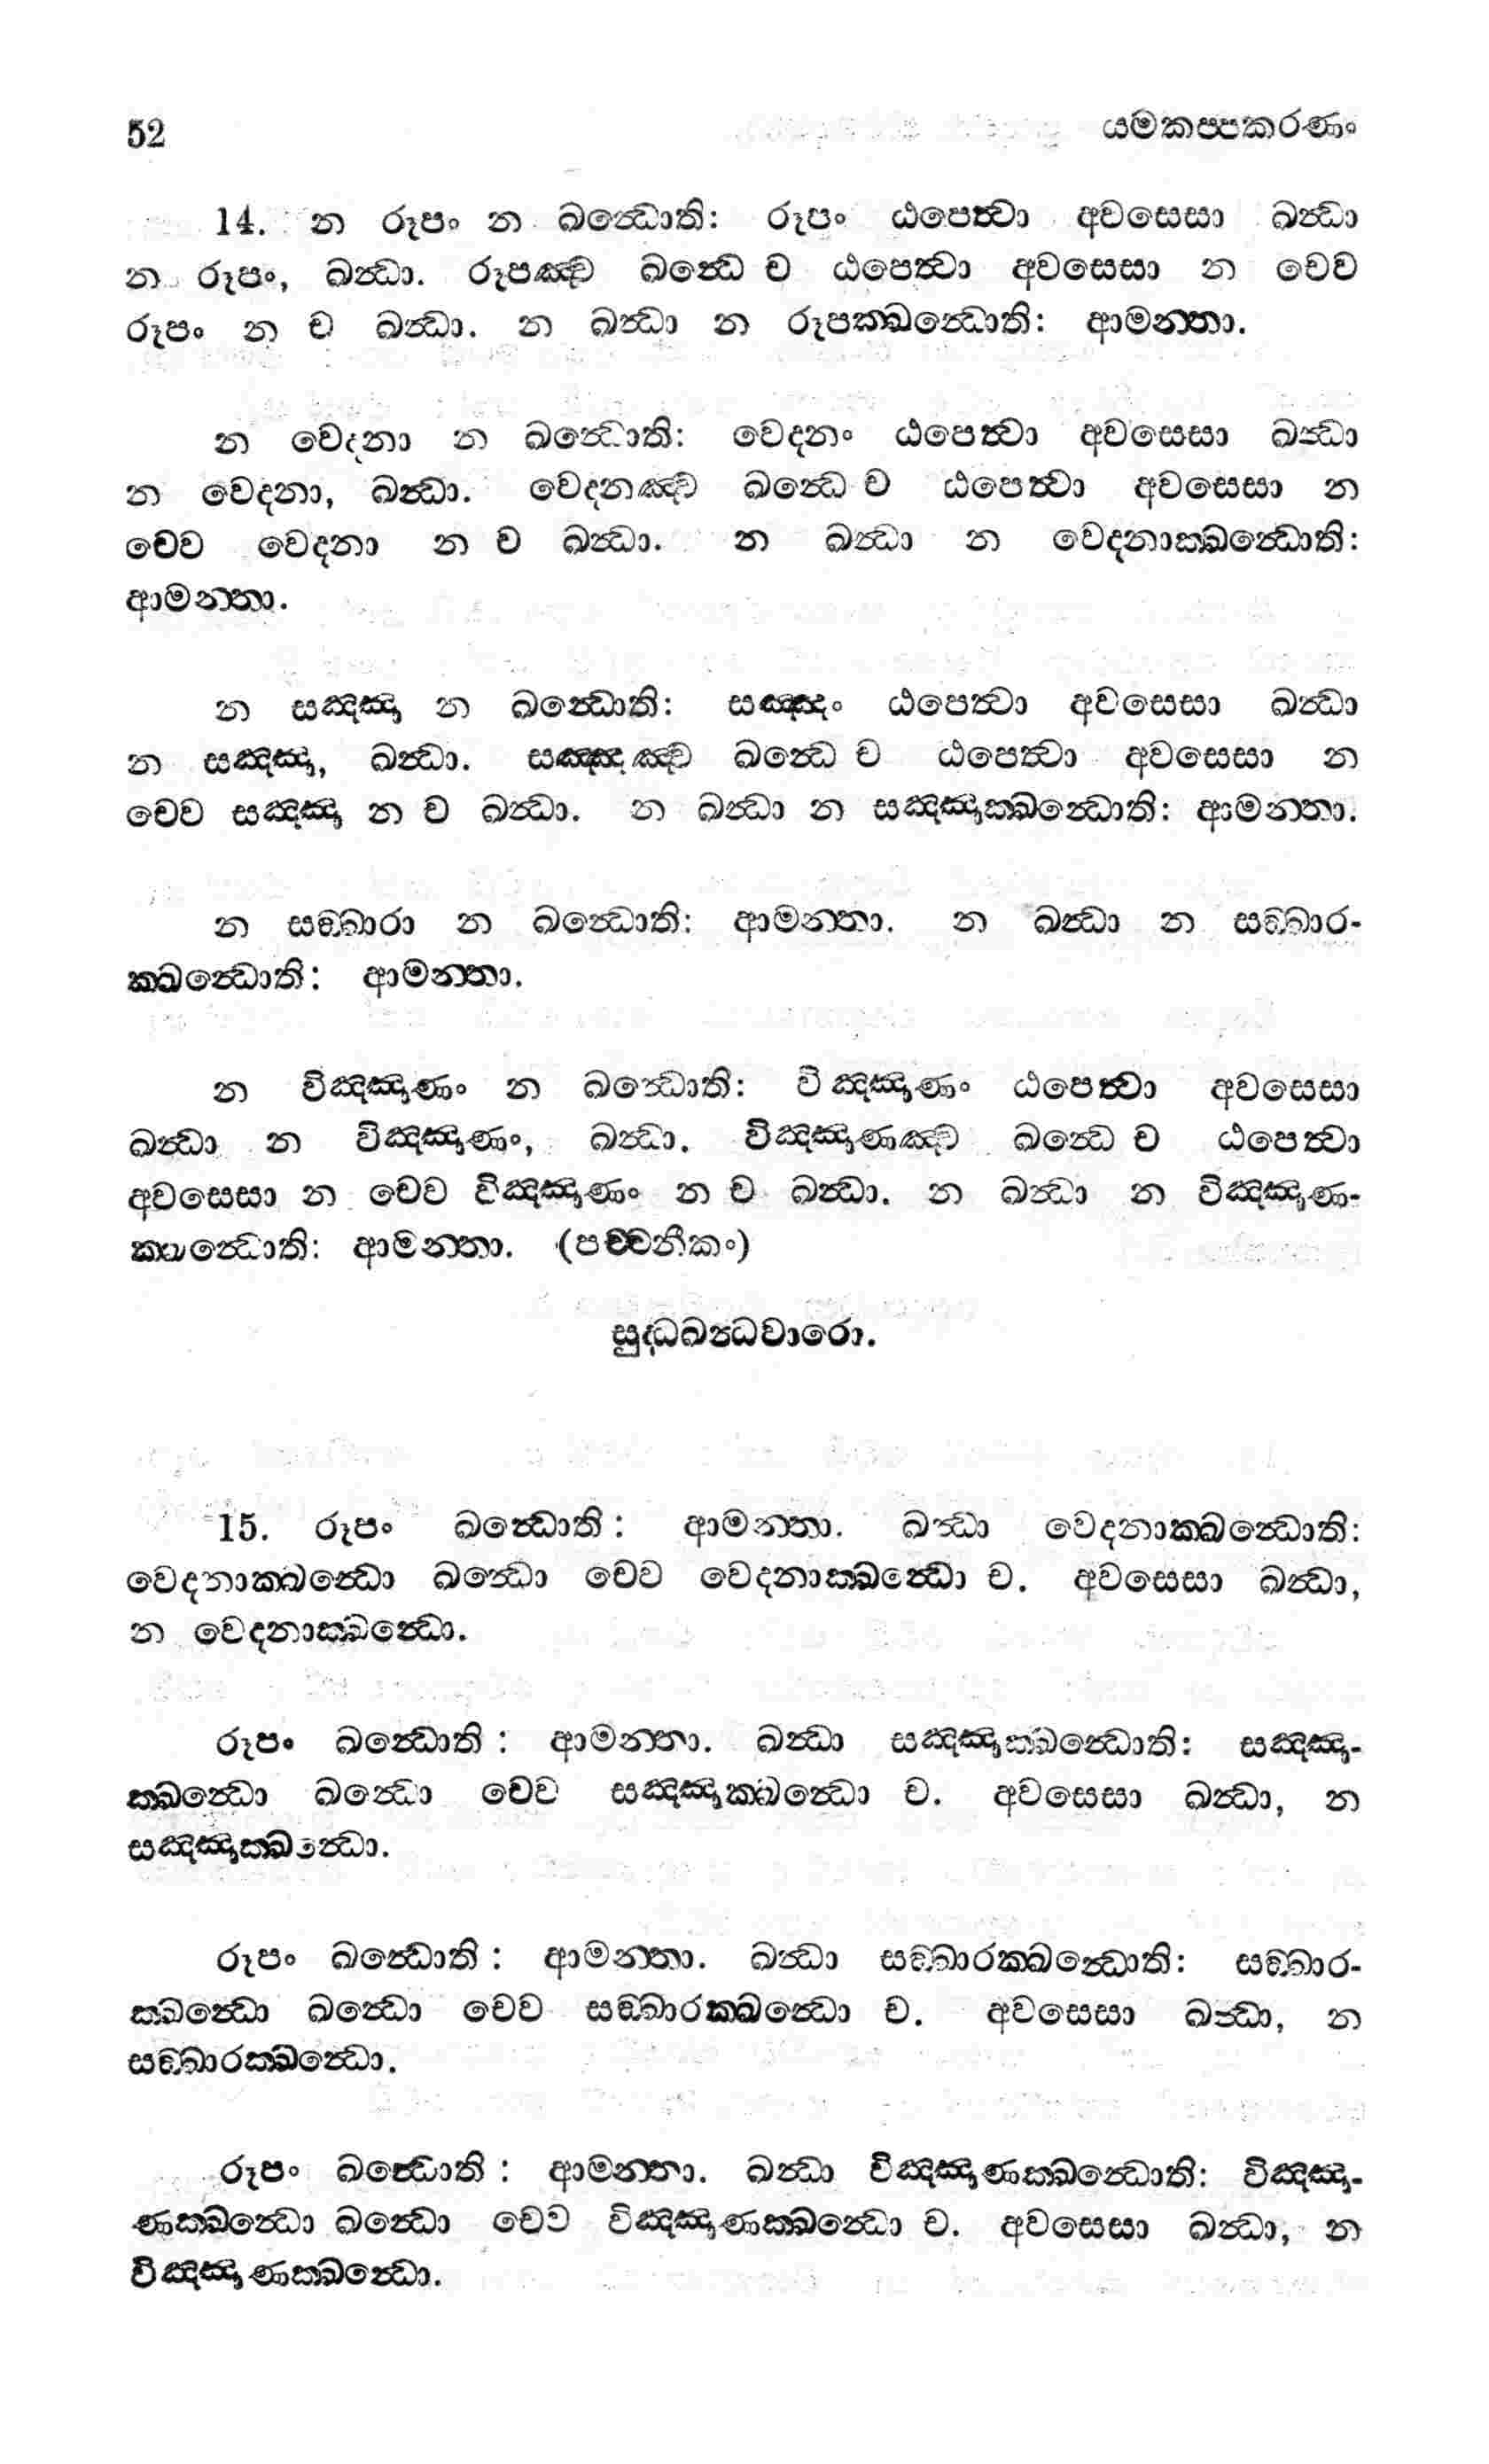 52 යමකප්පකරණං
14. න රූපං න ඛන්ධොති: රූපං ඨපෙත්වා අවසෙසා ඛන්ධා
න රූපං, ඛන්ධා. රූපඤ්ච ඛන්ධෙ ච ඨපෙත්වා අවසෙසා න චෙව
රූපං න ච ඛන්ධා. න ඛන්ධා න රූපක්ඛන්ධොති: ආමන්තා.
න වෙදනා න ඛන්ධොති: වෙදනං ඨපෙත්වා අවසෙසා ඛන්ධා
න වෙදනා, ඛන්ධා. වෙදනඤ්ච ඛන්ධෙ ච ඨපෙත්වා අවසෙසා න
චෙව වෙදනා න ච ඛන්ධා. න ඛන්ධා න වෙදනාක්ඛන්ධොති:
ආමන්තා.
න සඤ්ඤා න ඛන්ධොති: සඤ්ඤං ඨපෙත්වා අවසෙසා ඛන්ධා
න සඤ්ඤා, ඛන්ධා. සඤ්ඤඤ්ච ඛන්ධෙ ච ඨපෙත්වා අවසෙසා න
චෙව සඤ්ඤා න ච ඛන්ධා. න ඛන්ධා න සඤ්ඤාක්ඛන්ධොති: ආමන්තා.
න සඞ්ඛාරා න ඛන්ධොති: ආමන්තා. න ඛන්ධා න සඞ්ඛාර-
ක්ඛන්ධොති: ආමන්තා.
න විඤ්ඤාණං න ඛන්ධොති: විඤ්ඤාණං ඨපෙත්වා අවසෙසා
ඛන්ධා න විඤ්ඤාණං, ඛන්ධා. විඤ්ඤාණඤ්ච ඛන්ධෙ ච ඨපෙත්වා
අවසෙසා න චෙව විඤ්ඤාණං න ච ඛන්ධා. න ඛන්ධා න විඤ්ඤාණ-
ක්ඛන්ධොති: ආමන්තා. (පච්චනීකං)
සුද්ධඛන්ධවාරො.
15. රූපං ඛන්ධොති: ආමන්තා. ඛන්ධා වෙදනාක්ඛන්ධොති:
වෙදනාක්ඛන්ධො ඛන්ධො චෙව වෙදනාක්ඛන්ධො ච. අවසෙසා ඛන්ධා,
න වෙදනාක්ඛන්ධො.
රූපං ඛන්ධොති: ආමන්තා. ඛන්ධා සඤ්ඤාක්ඛන්ධොති: සඤ්ඤා-
ක්ඛන්ධො ඛන්ධො චෙව සඤ්ඤාක්ඛන්ධො ච. අවසෙසා ඛන්ධා, න
සඤ්ඤාක්ඛන්ධො.
රූපං ඛන්ධොති: ආමන්තා. ඛන්ධා සඞ්ඛාරක්ඛන්ධොති: සඞ්ඛාර-
ක්ඛන්ධො ඛන්ධො චෙව සඞ්ඛාරක්ඛන්ධො ච. අවසෙසා ඛන්ධා, න
සඞ්ඛාරක්ඛන්ධො.
රූපං ඛන්ධොති: ආමන්තා. ඛන්ධා විඤ්ඤාණක්ඛන්ධොති: විඤ්ඤා-
ණක්ඛන්ධො ඛන්ධො චෙව විඤ්ඤාණක්ඛන්ධො ච. අවසෙසා ඛන්ධා, න
විඤ්ඤාණක්ඛන්ධො.